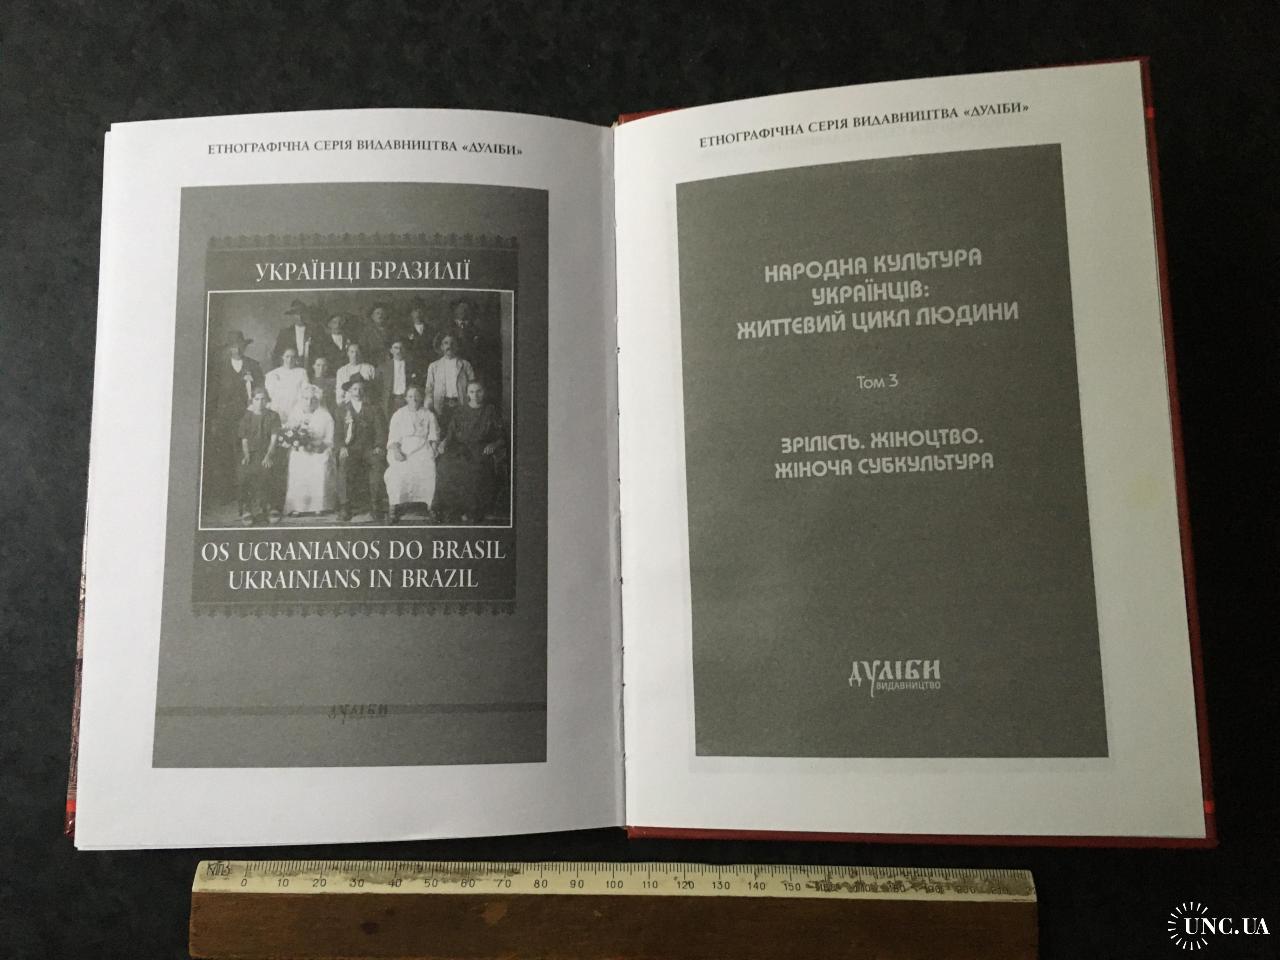 ЕТНОГРАФІЧНА СЕРІЯ ВИДАВНИЦТВА «ДУЛІБИ»
УКРАЇНЦІ БРАЗИЛІЇ
OS UCRANIANOS DO BRASIL
UKRAINIANS IN BRAZIL
ДУЛІБИ
ЕТНОГРАФІЧНА СЕРІЯ ВИДАВНИЦТВА «ДУЛІБИ»
НАРОДНА КУЛЬТУРА
УКРАЇНЦІВ:
ЖИТТЄВИЙ ЦИКЛ ЛЮДИНИ
Том 3
ЗРІЛІСТЬ. ЖІНОЦТВО.
ЖІНОЧА СУБКУЛЬТУРА
ДУЛІБИ
ВИДАВНИЦТВО
0 10 20 30 40 50 60 70 80 90 100 110 120 130 140 150
UNC.UA